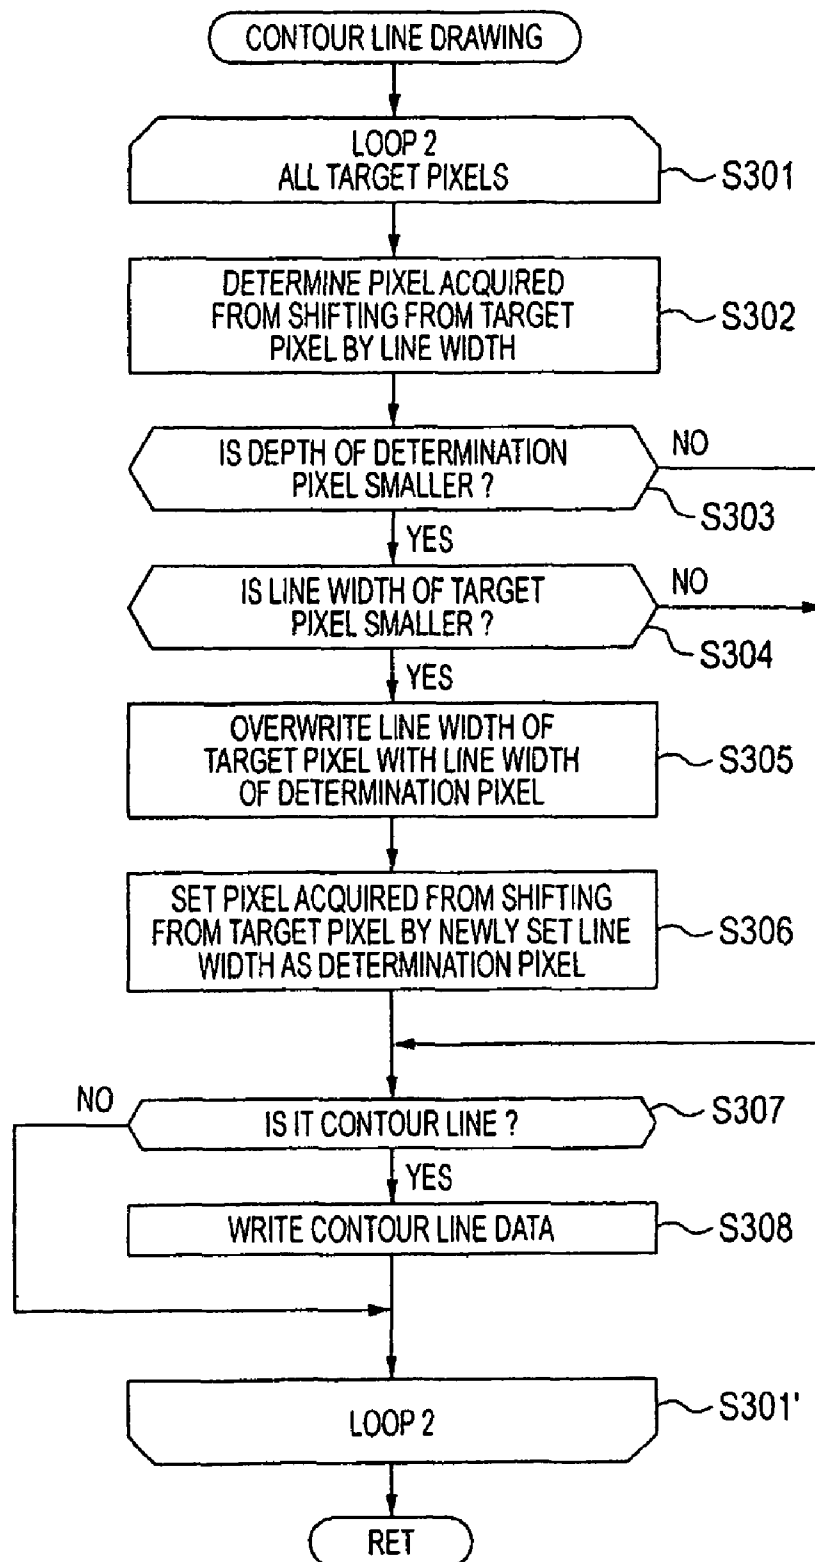 CONTOUR LINE DRAWING
LOOP 2
ALL TARGET PIXELS
S301
DETERMINE PIXEL ACQUIRED
FROM SHIFTING FROM TARGET
PIXEL BY LINE WIDTH
S302
IS DEPTH OF DETERMINATION
PIXEL SMALLER ?
NO
S303
YES
IS LINE WIDTH OF TARGET
PIXEL SMALLER ?
NO
S304
YES
OVERWRITE LINE WIDTH OF
TARGET PIXEL WITH LINE WIDTH
OF DETERMINATION PIXEL
S305
SET PIXEL ACQUIRED FROM SHIFTING
FROM TARGET PIXEL BY NEWLY SET LINE
WIDTH AS DETERMINATION PIXEL
S306
NO
IS IT CONTOUR LINE ?
S307
YES
WRITE CONTOUR LINE DATA
S308
LOOP 2
S301'
RET